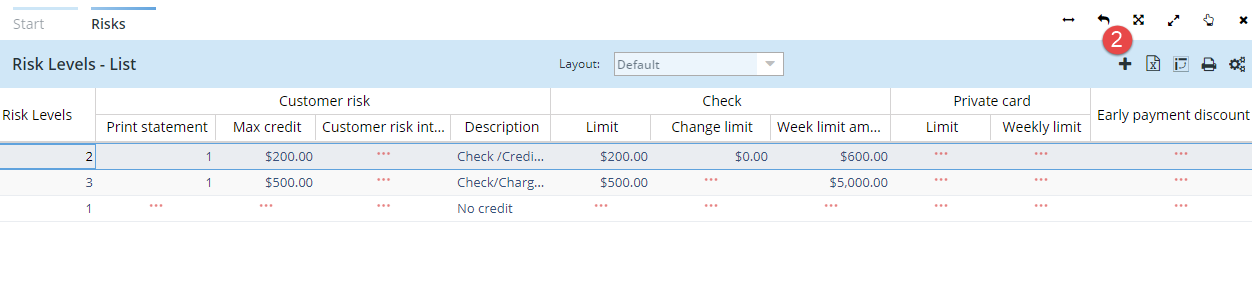 Start Risks
2
Risk Levels - List Layout: Default
Customer risk Check Private card
Risk Levels Early payment discount
Print statement Max credit Customer risk int... Description Limit Change limit Week limit am... Limit Weekly limit
2 1 $200.00 ... Check /Credi... $200.00 $0.00 $600.00 ... ... ...
3 1 $500.00 ... Check/Charg... $500.00 ... $5,000.00 ... ... ...
1 ... ... ... No credit ... ... ... ... ... ...